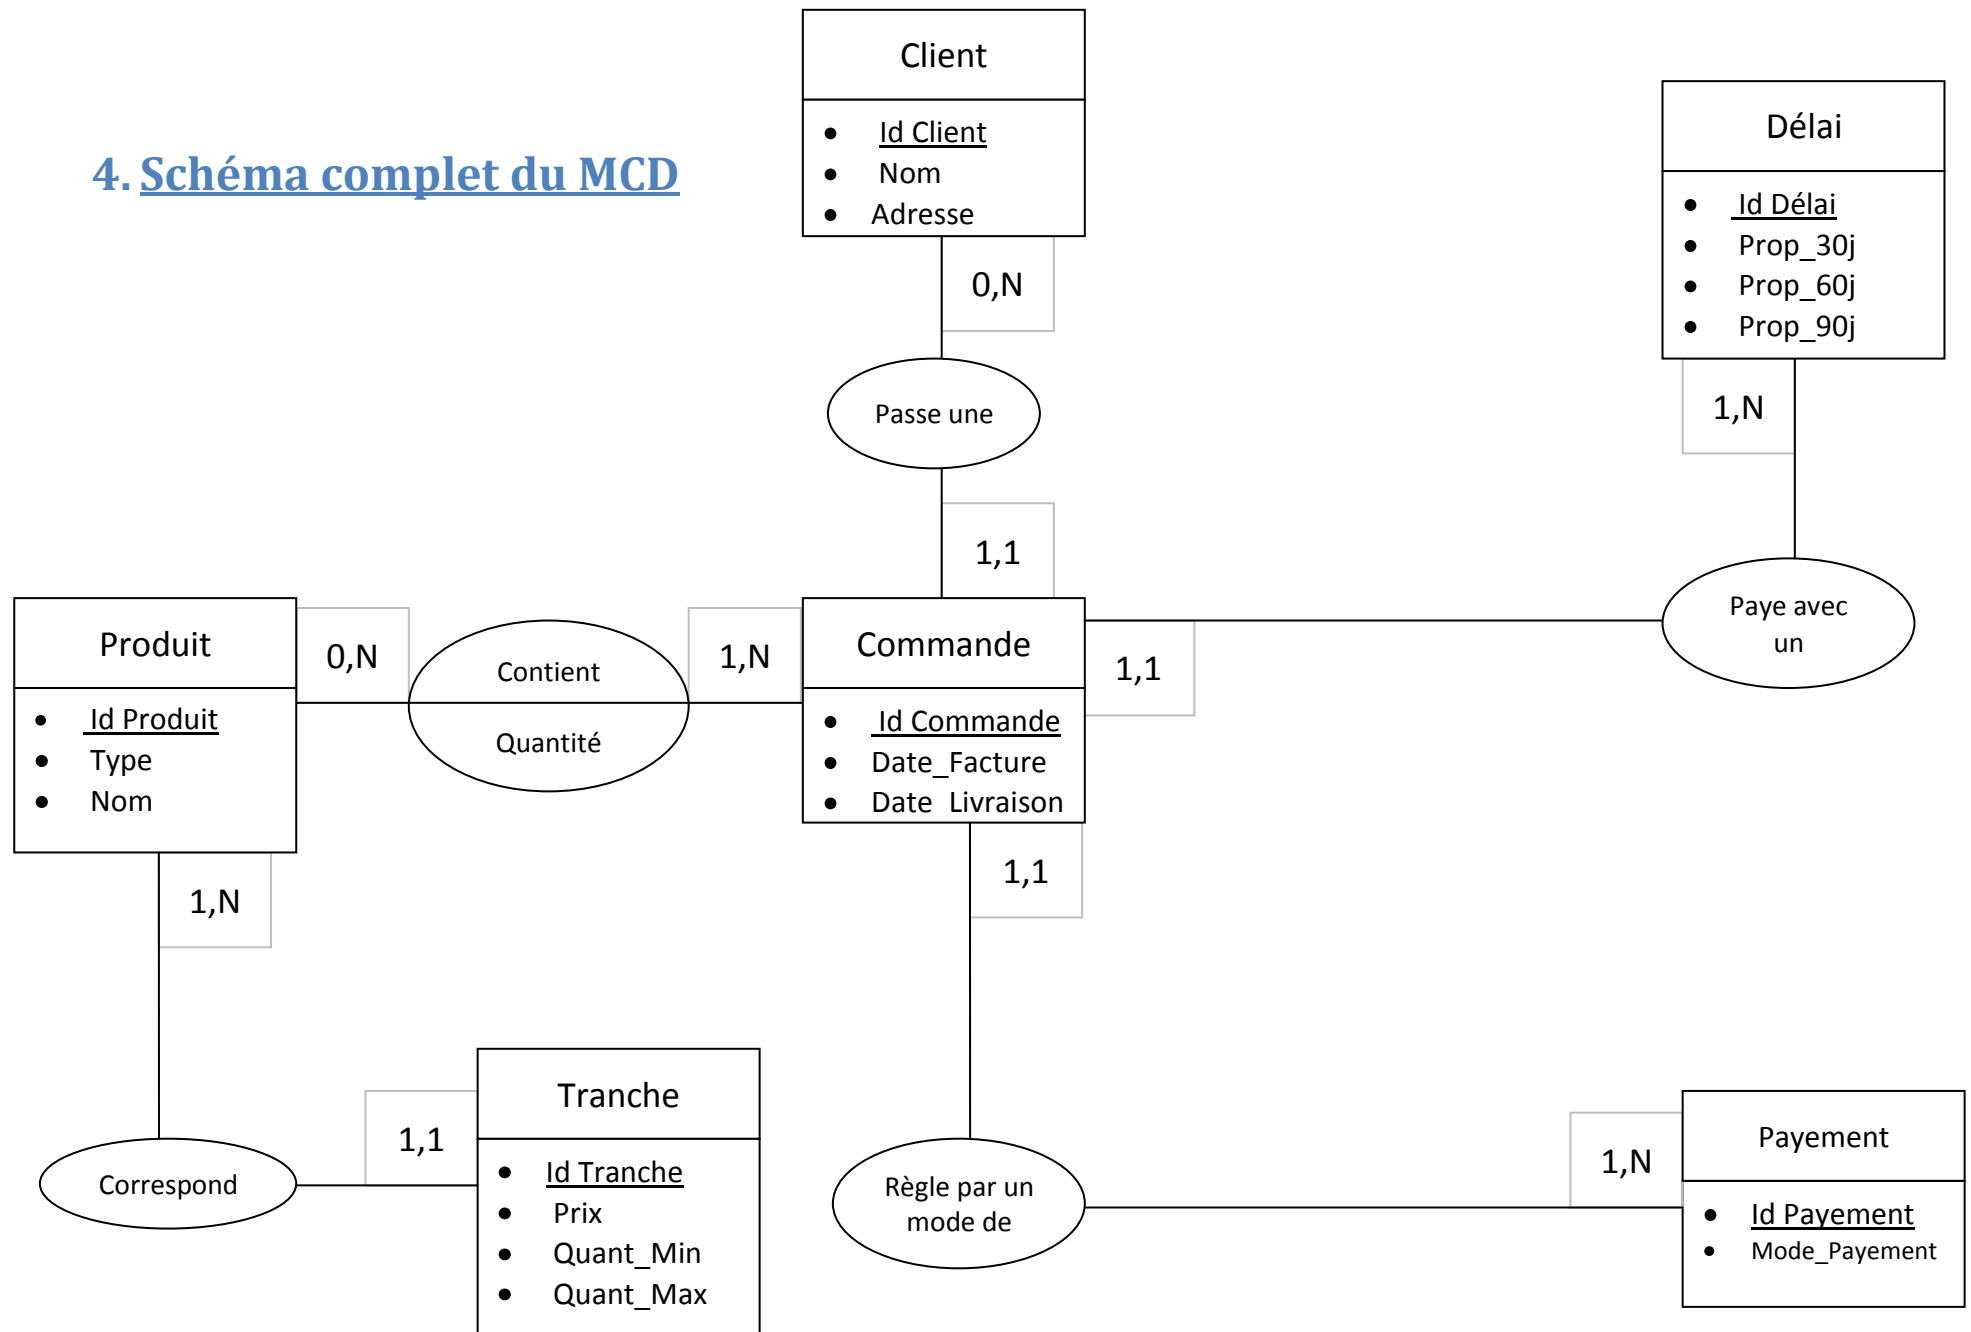 4. Schéma complet du MCD
Client
Id Client
Nom
Adresse
0,N
Passe une
1,1
Délai
Id Délai
Prop_30j
Prop_60j
Prop_90j
1,N
Paye avec
un
1,1
Produit
Id Produit
Type
Nom
0,N
Contient
Quantité
1,N
Commande
Id Commande
Date_Facture
Date_Livraison
1,1
1,N
Correspond
1,1
Tranche
Id Tranche
Prix
Quant_Min
Quant_Max
Règle par un
mode de
1,N
Payement
Id Payement
Mode_Payement